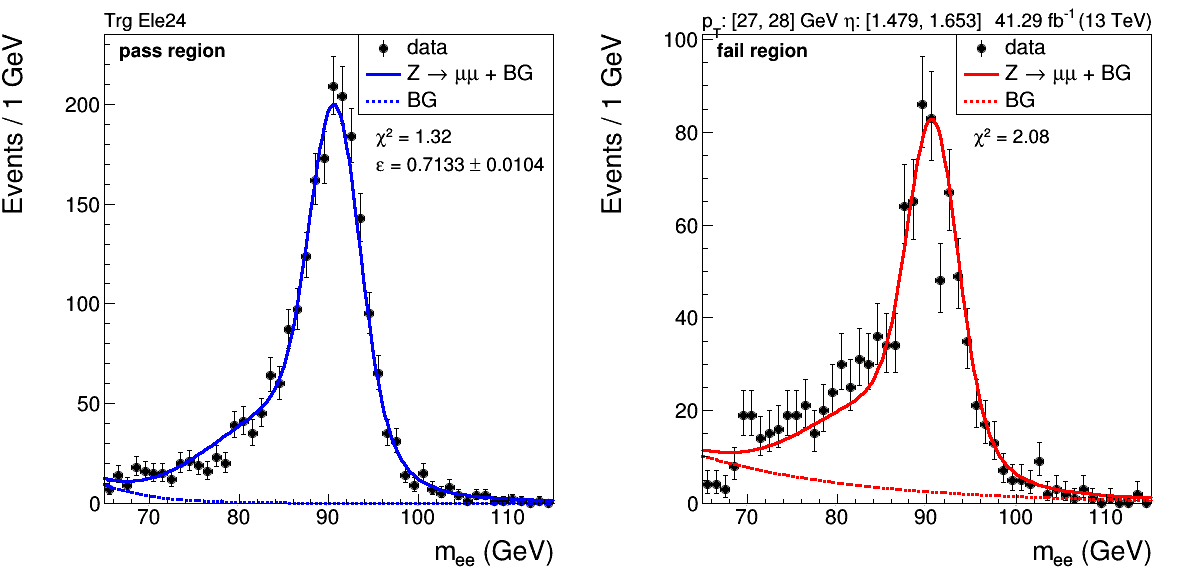 Trg Ele24
pass region
data
Z → μμ + BG
BG
χ² = 1.32
ε = 0.7133 ± 0.0104
Events / 1 GeV
200
150
100
50
0
70 80 90 100 110
m_ee (GeV)
p_T: [27, 28] GeV η: [1.479, 1.653] 41.29 fb⁻¹ (13 TeV)
fail region
data
Z → μμ + BG
BG
χ² = 2.08
Events / 1 GeV
100
80
60
40
20
0
70 80 90 100 110
m_ee (GeV)